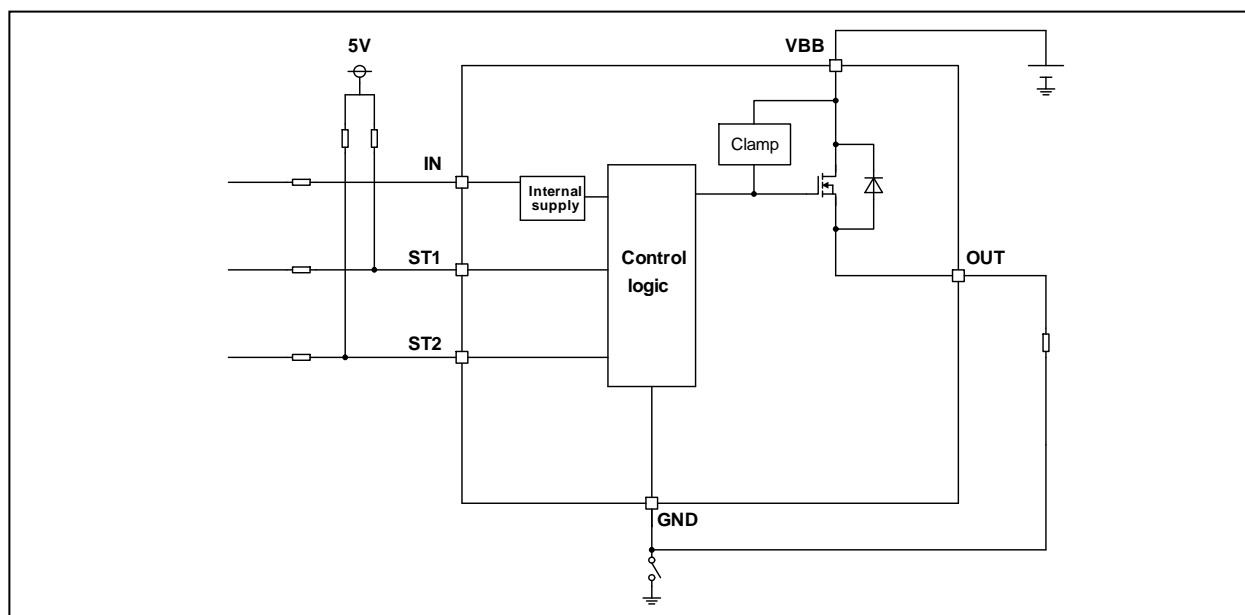 5V
VBB
Clamp
IN
Internal
supply
ST1
Control
logic
OUT
ST2
GND